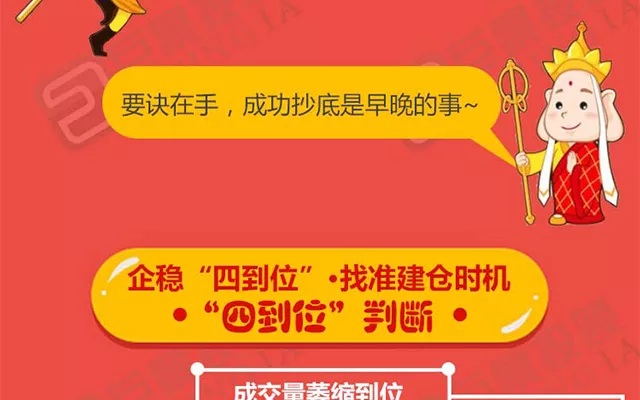 要诀在手，成功抄底是早晚的事~
企稳“四到位”·找准建仓时机
•“四到位”判断•
成交量萎缩到位